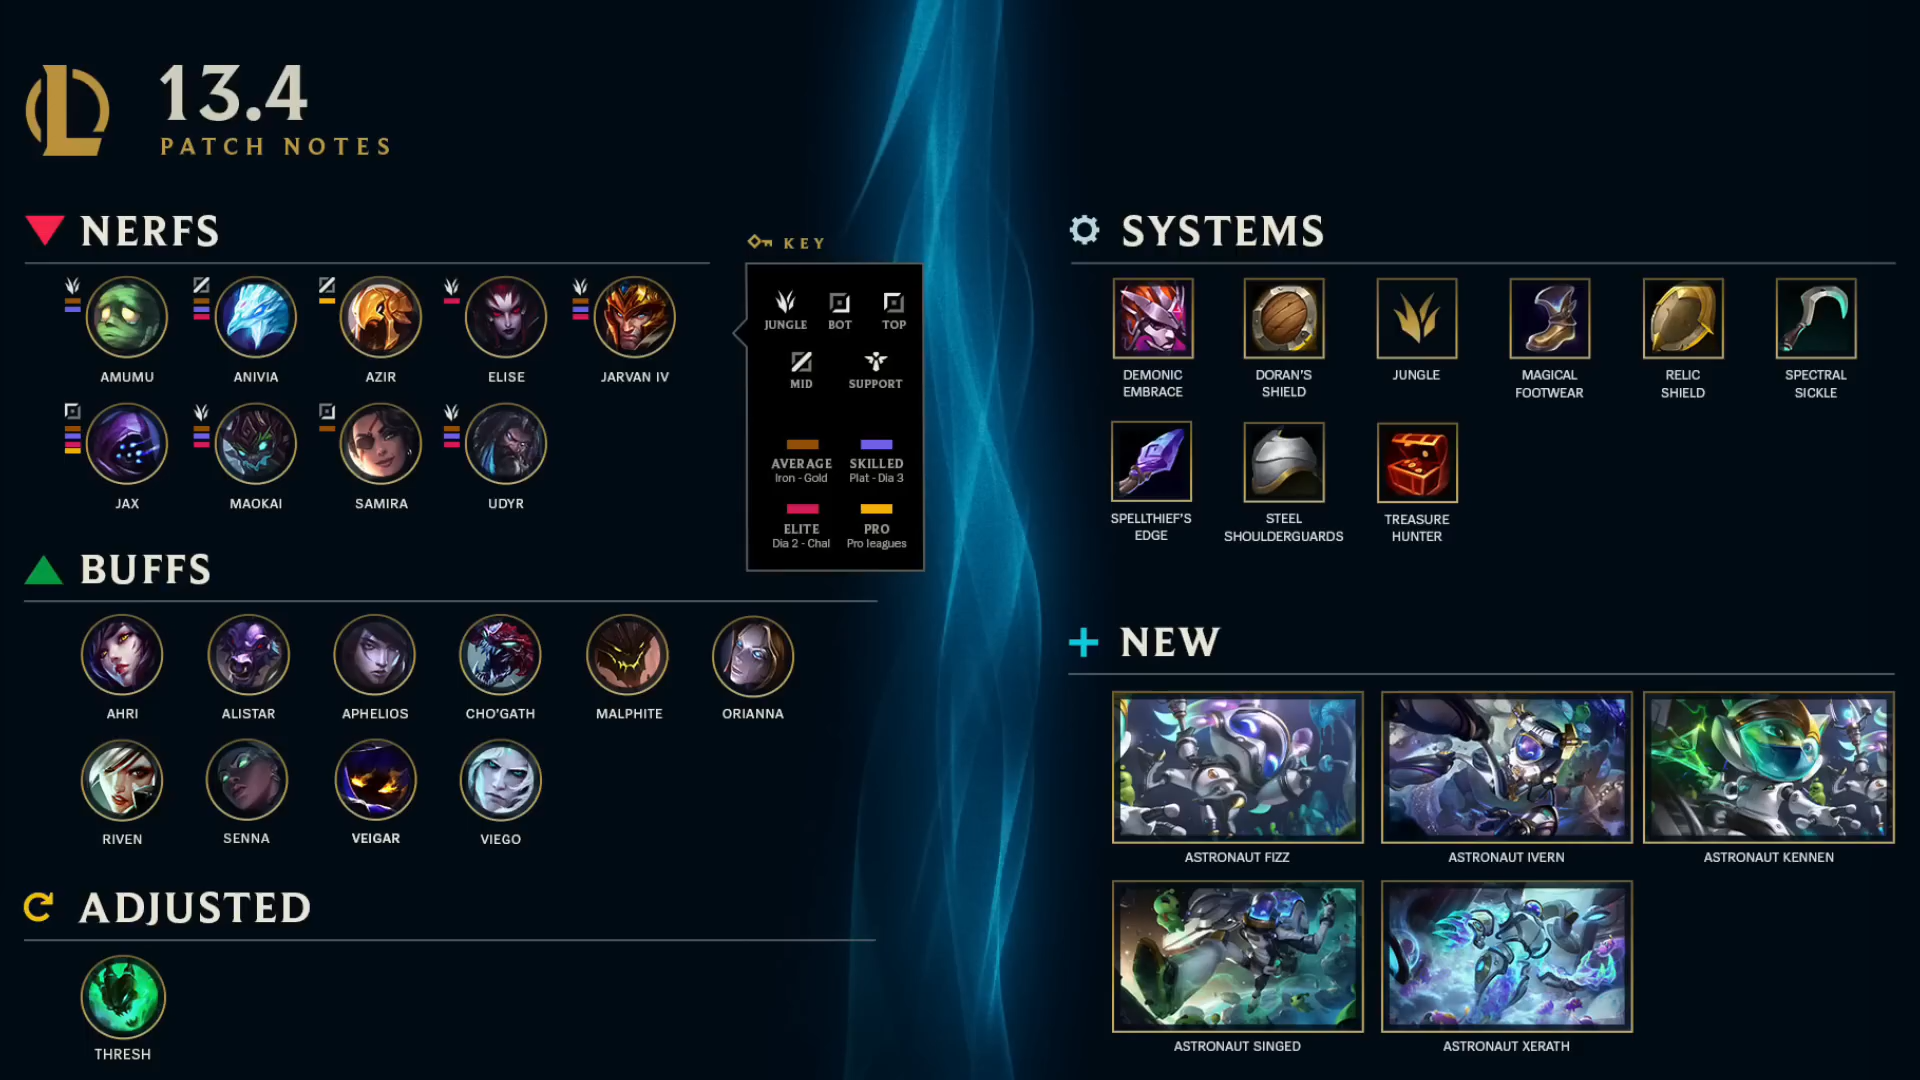 13.4
PATCH NOTES
NERFS
AMUMU
ANIVIA
AZIR
ELISE
JARVAN IV
JAX
MAOKAI
SAMIRA
UDYR
KEY
JUNGLE
BOT
TOP
MID
SUPPORT
AVERAGE
Iron - Gold
SKILLED
Plat - Dia 3
ELITE
Dia 2 - Chal
PRO
Pro leagues
BUFFS
AHRI
ALISTAR
APHELIOS
CHO'GATH
MALPHITE
ORIANNA
RIVEN
SENNA
VEIGAR
VIEGO
ADJUSTED
THRESH
SYSTEMS
DEMONIC
EMBRACE
DORAN'S
SHIELD
JUNGLE
MAGICAL
FOOTWEAR
RELIC
SHIELD
SPECTRAL
SICKLE
SPELLTHIEF'S
EDGE
STEEL
SHOULDERGUARDS
TREASURE
HUNTER
NEW
ASTRONAUT FIZZ
ASTRONAUT IVERN
ASTRONAUT KENNEN
ASTRONAUT SINGED
ASTRONAUT XERATH